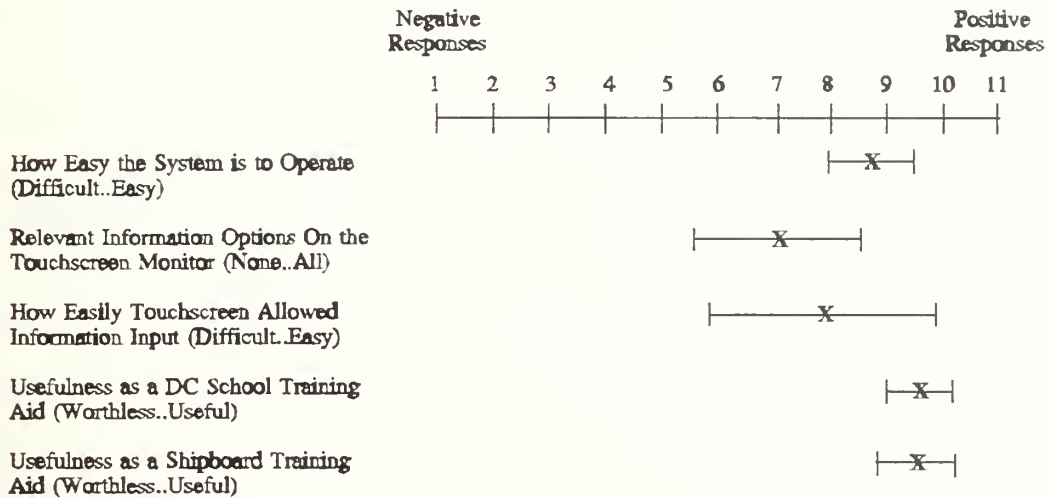 Negative Positive
Responses Responses
1 2 3 4 5 6 7 8 9 10 11
How Easy the System is to Operate
(Difficult..Easy)
X
Relevant Information Options On the
Touchscreen Monitor (None..All)
X
How Easily Touchscreen Allowed
Information Input (Difficult..Easy)
X
Usefulness as a DC School Training
Aid (Worthless..Useful)
X
Usefulness as a Shipboard Training
Aid (Worthless..Useful)
X